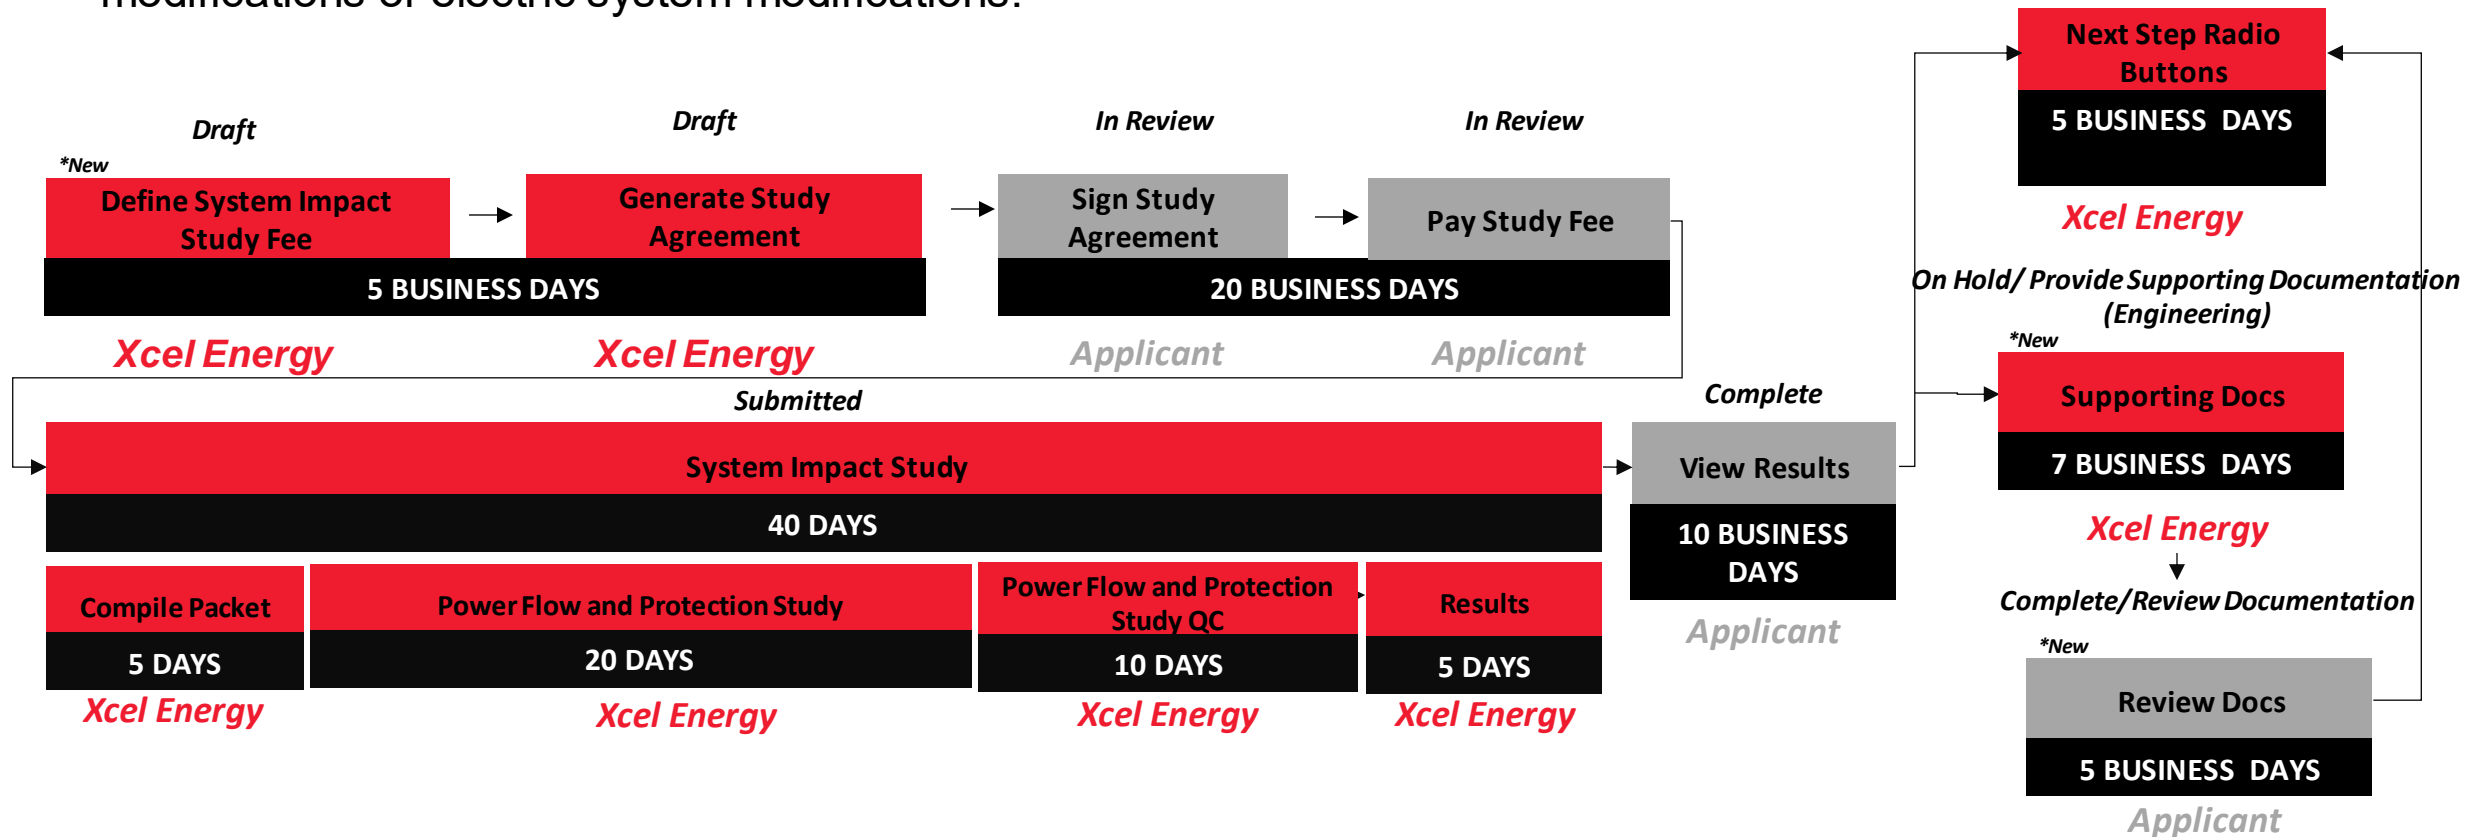 modifications or electric system modifications.
Draft
*New
Define System Impact
Study Fee
Draft
Generate Study
Agreement
5 BUSINESS DAYS
Xcel Energy
Xcel Energy
In Review
Sign Study
Agreement
In Review
Pay Study Fee
20 BUSINESS DAYS
Applicant
Applicant
Submitted
System Impact Study
40 DAYS
Compile Packet
5 DAYS
Xcel Energy
Power Flow and Protection Study
20 DAYS
Xcel Energy
Power Flow and Protection
Study QC
10 DAYS
Xcel Energy
Results
5 DAYS
Xcel Energy
Complete
View Results
10 BUSINESS
DAYS
Applicant
Next Step Radio
Buttons
5 BUSINESS DAYS
Xcel Energy
On Hold/ Provide Supporting Documentation
(Engineering)
*New
Supporting Docs
7 BUSINESS DAYS
Xcel Energy
Complete/Review Documentation
*New
Review Docs
5 BUSINESS DAYS
Applicant